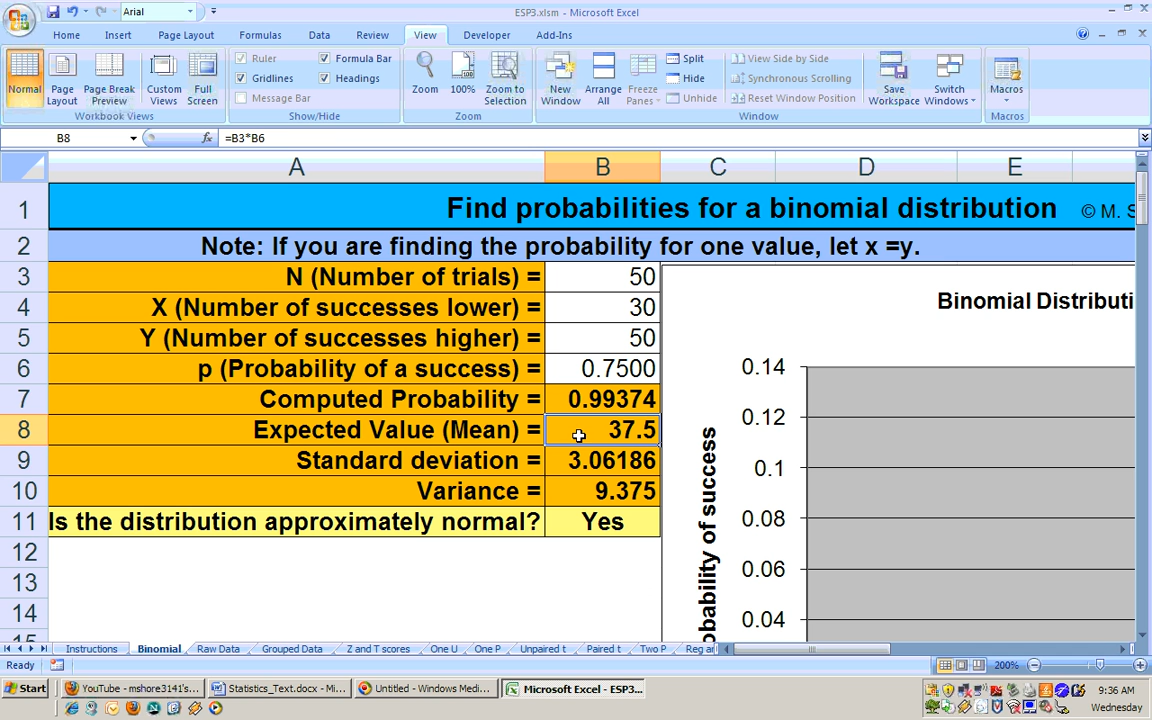 ESP3.xlsm - Microsoft Excel
Arial
Home Insert Page Layout Formulas Data Review View Developer Add-Ins
Normal Page Layout Page Break Preview Custom Views Full Screen
Workbook Views
Ruler Formula Bar
Gridlines Headings
Message Bar
Show/Hide
Zoom 100% Zoom to Selection
Zoom
New Window Arrange All Freeze Panes
Split
Hide
Unhide
View Side by Side
Synchronous Scrolling
Reset Window Position
Save Workspace Switch Windows
Window
Macros
Macros
B8 fx =B3*B6
A B C D E
1 Find probabilities for a binomial distribution © M. S
2 Note: If you are finding the probability for one value, let x =y.
3 N (Number of trials) = 50
4 X (Number of successes lower) = 30
5 Y (Number of successes higher) = 50
6 p (Probability of a success) = 0.7500
7 Computed Probability = 0.99374
8 Expected Value (Mean) = 37.5
9 Standard deviation = 3.06186
10 Variance = 9.375
11 Is the distribution approximately normal? Yes
12
13
14
15
Binomial Distributi
0.14
0.12
0.1
0.08
0.06
0.04
obability of success
Instructions Binomial Raw Data Grouped Data Z and T scores One U One P Unpaired t Paired t Two P Reg ar
Ready 200%
Start YouTube - mshore3141's... Statistics_Text.docx - Mi... Untitled - Windows Medi... Microsoft Excel - ESP3...
9:36 AM
Wednesday